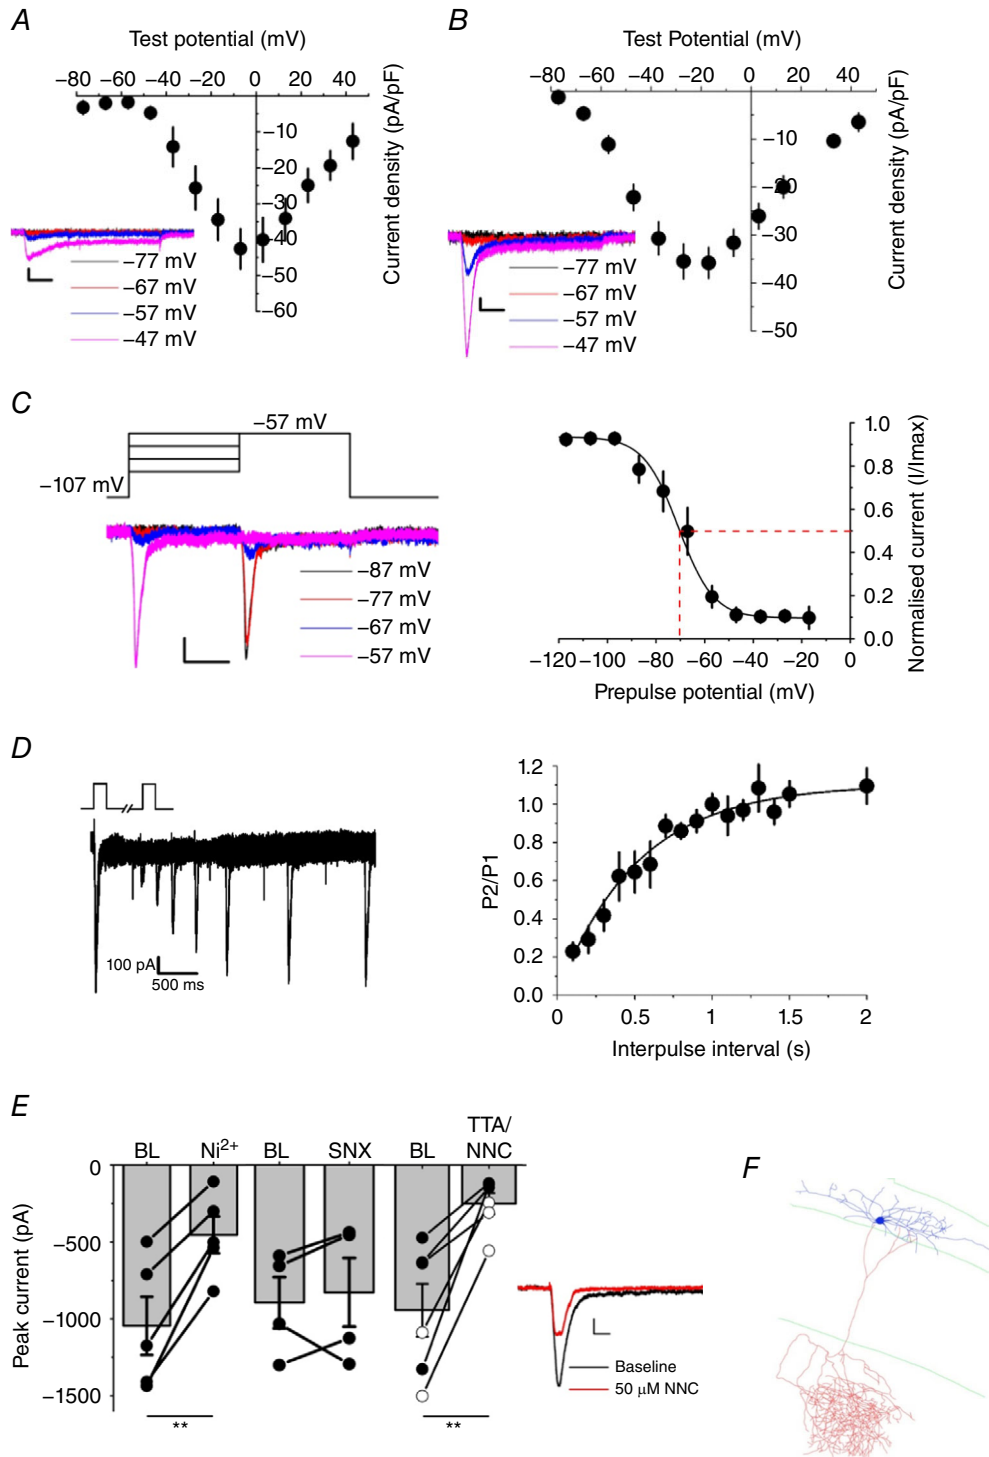 A
Test potential (mV)
−80 −60 −40 −20 0 20 40
−10
−20
−30
−40
−50
−60
Current density (pA/pF)
−77 mV
−67 mV
−57 mV
−47 mV
B
Test Potential (mV)
−80 −60 −40 −20 0 20 40
−10
−20
−30
−40
−50
Current density (pA/pF)
−77 mV
−67 mV
−57 mV
−47 mV
C
−57 mV
−107 mV
−87 mV
−77 mV
−67 mV
−57 mV
1.0
0.8
0.6
0.4
0.2
0.0
Normalised current (I/Imax)
−120 −100 −80 −60 −40 −20 0
Prepulse potential (mV)
D
100 pA
500 ms
1.2
1.0
0.8
0.6
0.4
0.2
0.0
P2/P1
0 0.5 1 1.5 2
Interpulse interval (s)
E
BL Ni2+ BL SNX BL TTA/
NNC
0
−500
−1000
−1500
Peak current (pA)
** **
Baseline
50 μM NNC
F